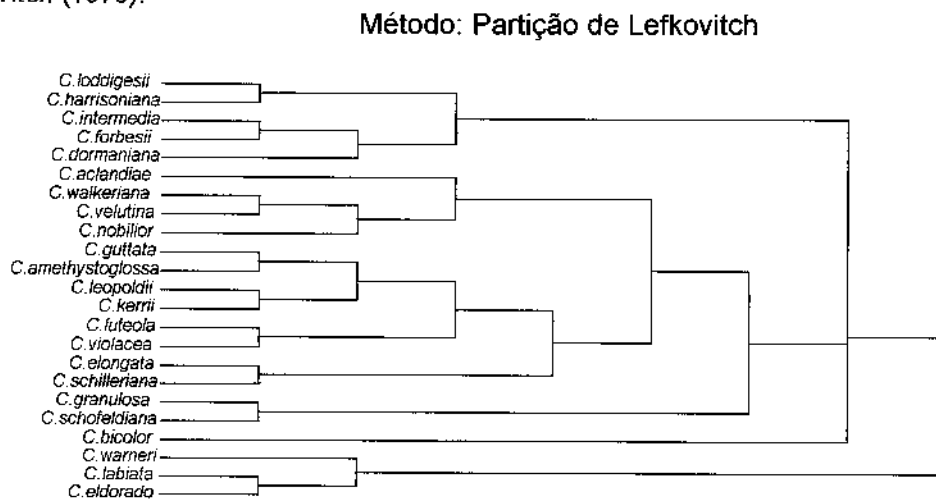 Método: Partição de Lefkovitch
C.loddigesii
C.harrisoniana
C.intermedia
C.forbesii
C.dormaniana
C.aclandiae
C.walkeriana
C.velutina
C.nobilior
C.guttata
C.amethystoglossa
C.leopoldii
C.kerrii
C.luteola
C.violacea
C.elongata
C.schilleriana
C.granulosa
C.schofeldiana
C.bicolor
C.warneri
C.labiata
C.eldorado